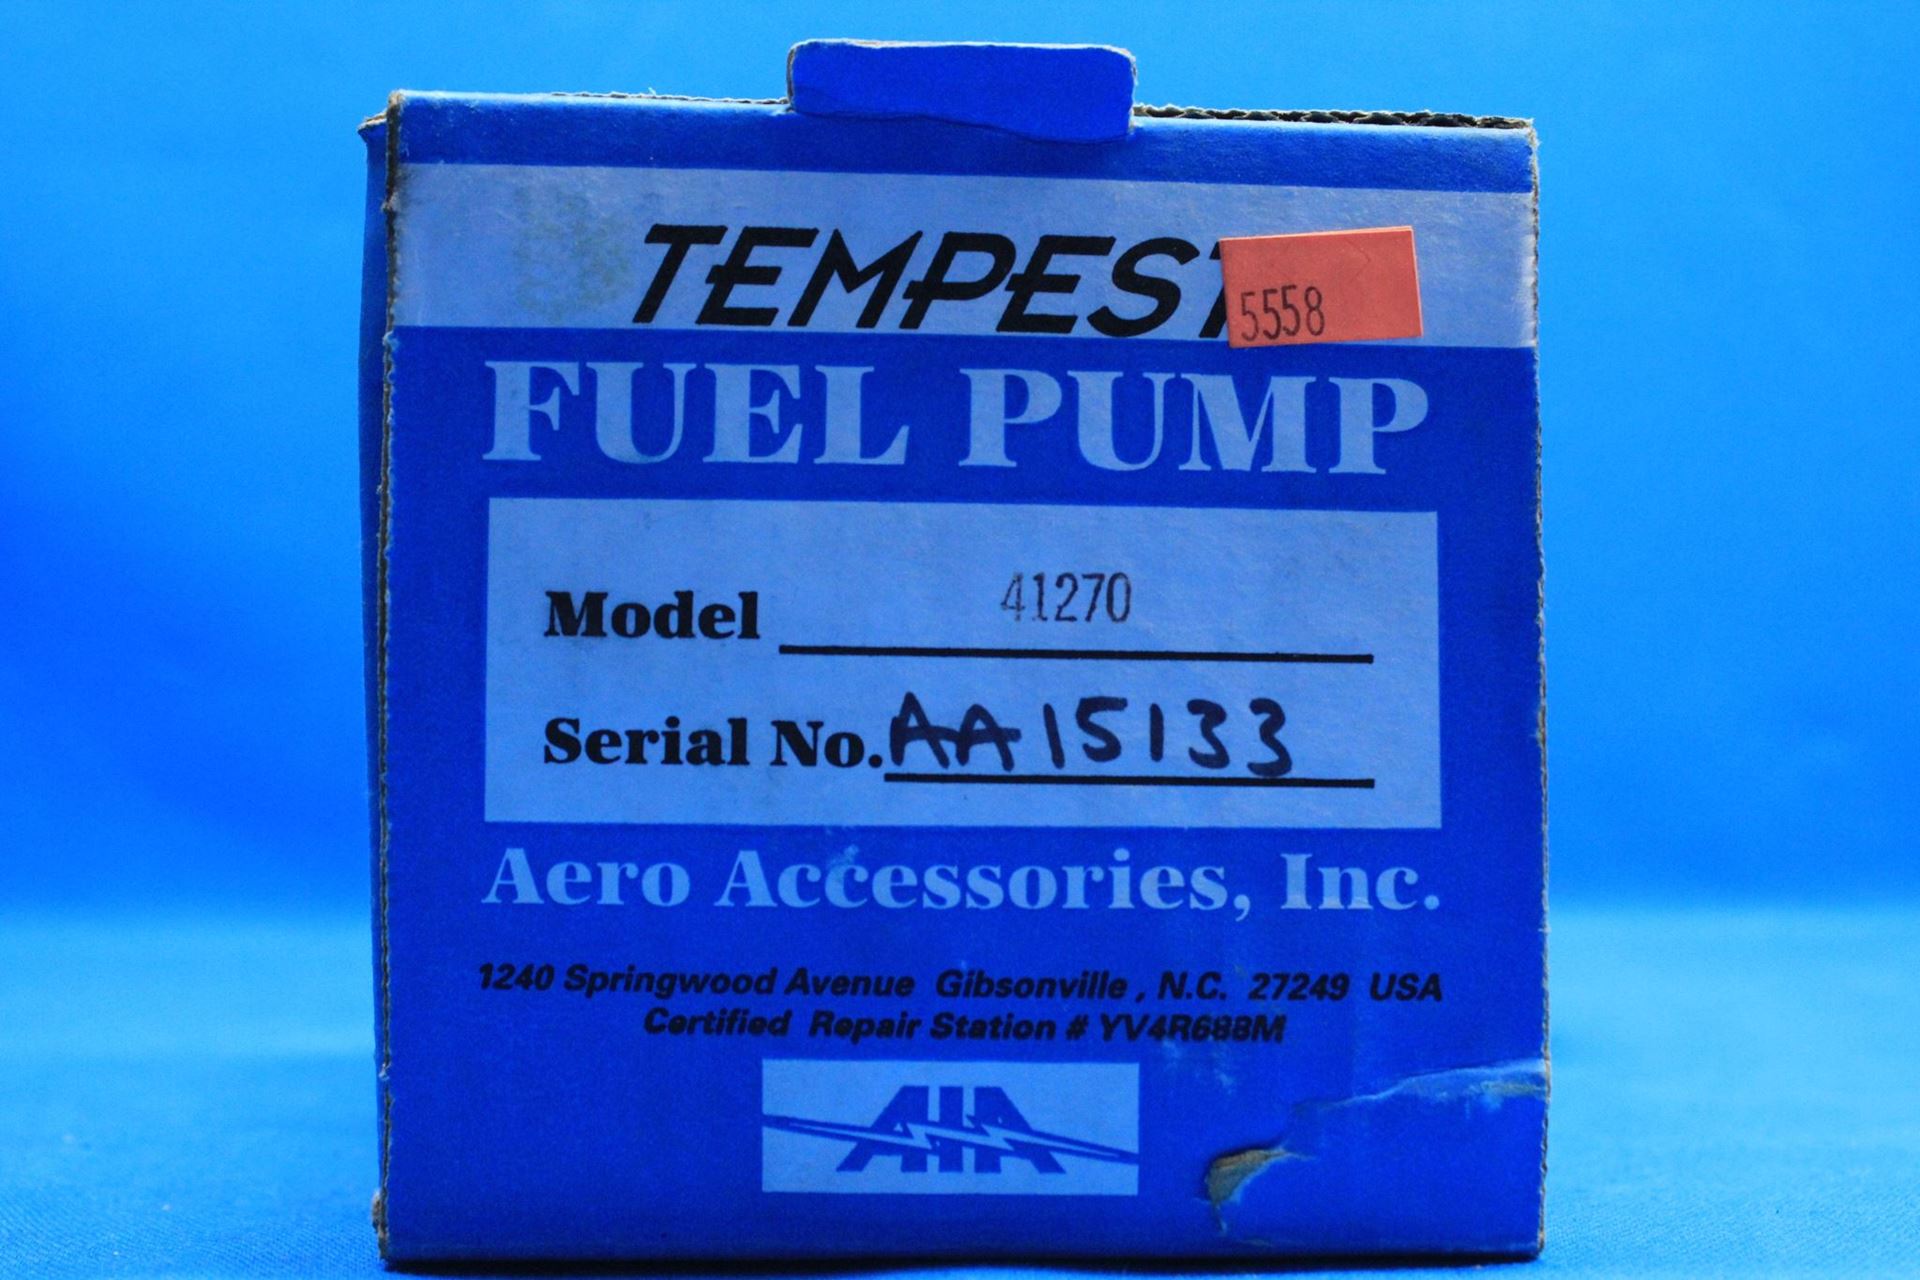 TEMPEST
5558
FUEL PUMP
Model 41270
Serial No. AA15133
Aero Accessories, Inc.
1240 Springwood Avenue Gibsonville, N.C. 27249 USA
Certified Repair Station # YV4R688M
AIA